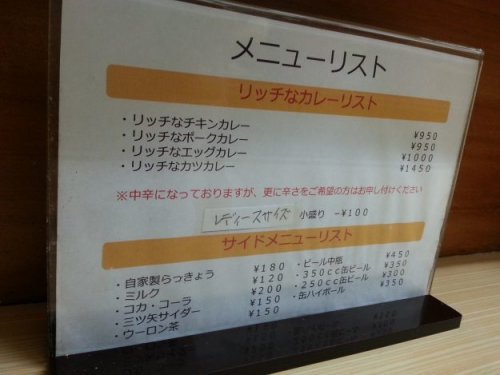 メニューリスト
リッチなカレーリスト
・リッチなチキンカレー ¥950
・リッチなポークカレー ¥950
・リッチなエッグカレー ¥1000
・リッチなカツカレー ¥1450
※中辛になっておりますが、更に辛さをご希望の方はお申し付けください
レディースサイズ 小盛り -¥100
サイドメニューリスト
・自家製らっきょう ¥180
・ミルク ¥120
・コカ・コーラ ¥200
・三ツ矢サイダー ¥150
・ウーロン茶 ¥150
・ビール中瓶 ¥450
・350cc缶ビール ¥350
・250cc缶ビール ¥300
・缶ハイボール ¥350